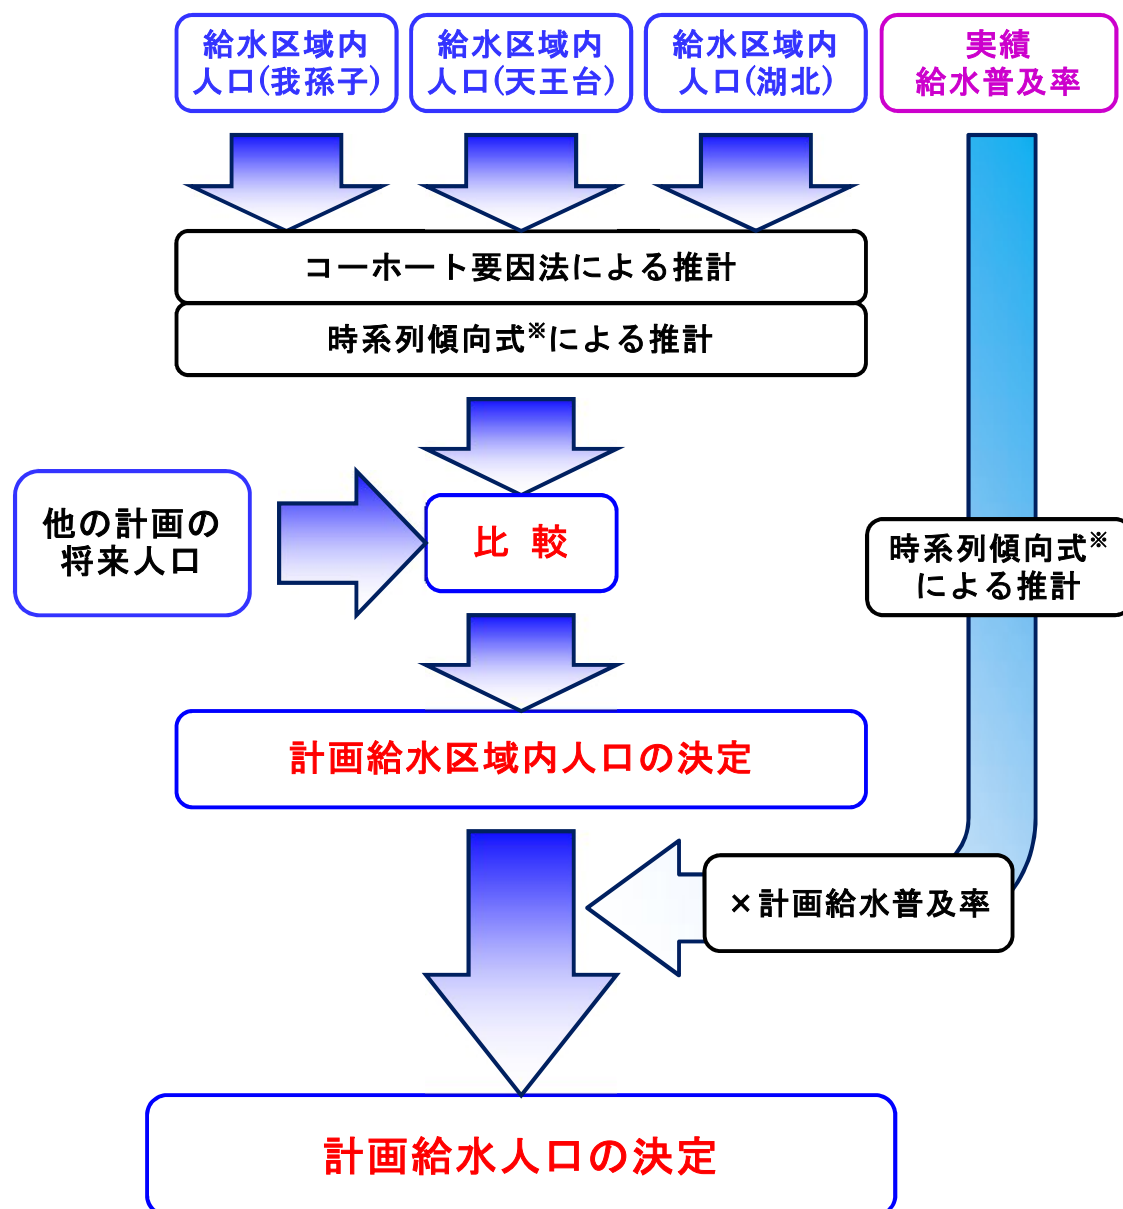 給水区域内
人口(我孫子)
給水区域内
人口(天王台)
給水区域内
人口(湖北)
実績
給水普及率
コーホート要因法による推計
時系列傾向式※による推計
他の計画の
将来人口
比 較
時系列傾向式※
による推計
計画給水区域内人口の決定
×計画給水普及率
計画給水人口の決定